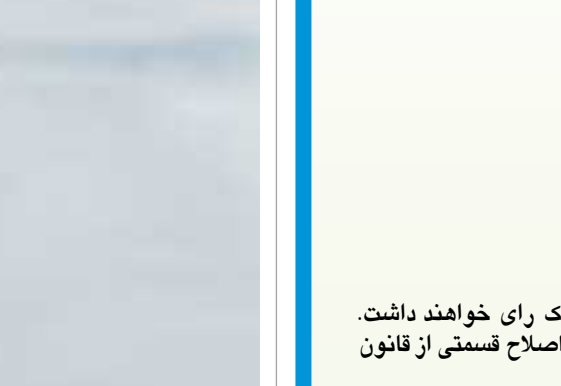 رای خواهند داشت.
اصلاح قسمتی از قانون